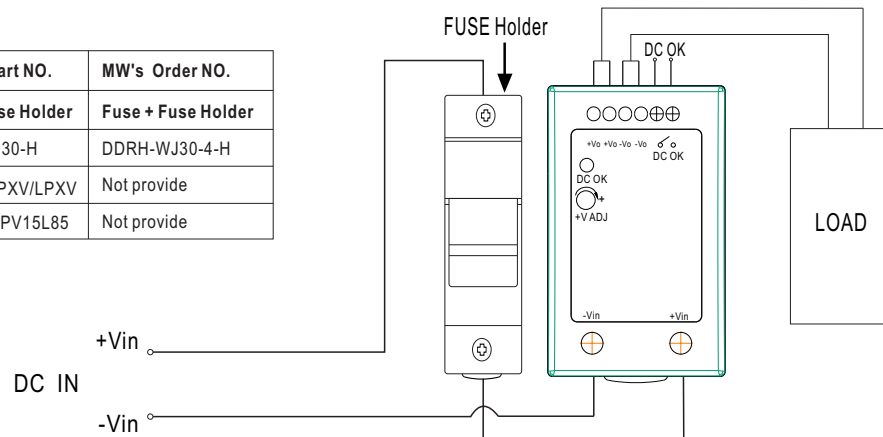 FUSE Holder
DC OK
art NO. MW's Order NO.
se Holder Fuse + Fuse Holder
30-H DDRH-WJ30-4-H
PXV/LPXV Not provide
PV15L85 Not provide
+Vo +Vo -Vo -Vo
DC OK
DC OK
+
+V ADJ
LOAD
-Vin +Vin
+Vin
DC IN
-Vin